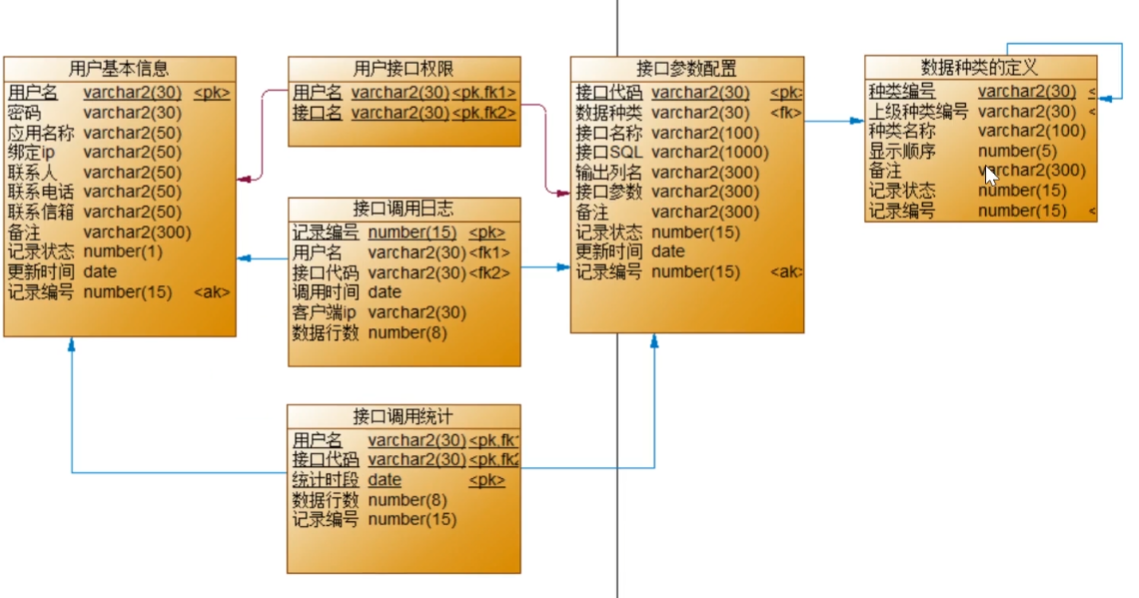 用户基本信息
用户名 varchar2(30) <pk>
密码 varchar2(30)
应用名称 varchar2(50)
绑定ip varchar2(50)
联系人 varchar2(50)
联系电话 varchar2(50)
联系信箱 varchar2(50)
备注 varchar2(300)
记录状态 number(1)
更新时间 date
记录编号 number(15) <ak>
用户接口权限
用户名 varchar2(30) <pk,fk1>
接口名 varchar2(30) <pk,fk2>
接口调用日志
记录编号 number(15) <pk>
用户名 varchar2(30) <fk1>
接口代码 varchar2(30) <fk2>
调用时间 date
客户端ip varchar2(30)
数据行数 number(8)
接口调用统计
用户名 varchar2(30) <pk,fk
接口代码 varchar2(30) <pk,fk
统计时段 date <pk>
数据行数 number(8)
记录编号 number(15)
接口参数配置
接口代码 varchar2(30) <pk
数据种类 varchar2(30) <fk>
接口名称 varchar2(100)
接口SQL varchar2(1000)
输出列名 varchar2(300)
接口参数 varchar2(300)
备注 varchar2(300)
记录状态 number(15)
更新时间 date
记录编号 number(15) <ak
数据种类的定义
种类编号 varchar2(30) <
上级种类编号 varchar2(30) <
种类名称 varchar2(100)
显示顺序 number(5)
备注 varchar2(300)
记录状态 number(15)
记录编号 number(15) <